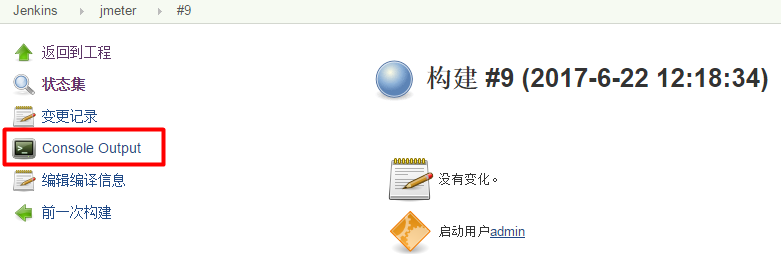 Jenkins jmeter #9
返回到工程
状态集
变更记录
Console Output
编辑编译信息
前一次构建
构建 #9 (2017-6-22 12:18:34)
没有变化。
启动用户admin